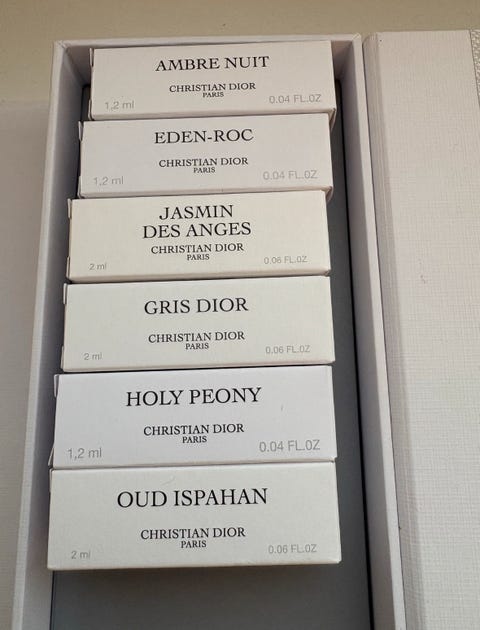 AMBRE NUIT
CHRISTIAN DIOR
PARIS
1,2 ml 0.04 FL.OZ
EDEN-ROC
CHRISTIAN DIOR
PARIS
1,2 ml 0.04 FL.OZ
JASMIN
DES ANGES
CHRISTIAN DIOR
PARIS
2 ml 0.06 FL.OZ
GRIS DIOR
CHRISTIAN DIOR
PARIS
2 ml 0.06 FL.OZ
HOLY PEONY
CHRISTIAN DIOR
PARIS
1,2 ml 0.04 FL.OZ
OUD ISPAHAN
CHRISTIAN DIOR
PARIS
2 ml 0.06 FL.OZ